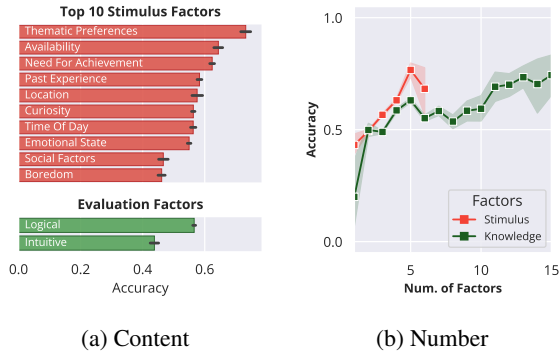 Top 10 Stimulus Factors
Thematic Preferences
Availability
Need For Achievement
Past Experience
Location
Curiosity
Time Of Day
Emotional State
Social Factors
Boredom
Evaluation Factors
Logical
Intuitive
0.0 0.2 0.4 0.6
Accuracy
(a) Content
1.0
0.5
0.0
Accuracy
Factors
Stimulus
Knowledge
5 10 15
Num. of Factors
(b) Number